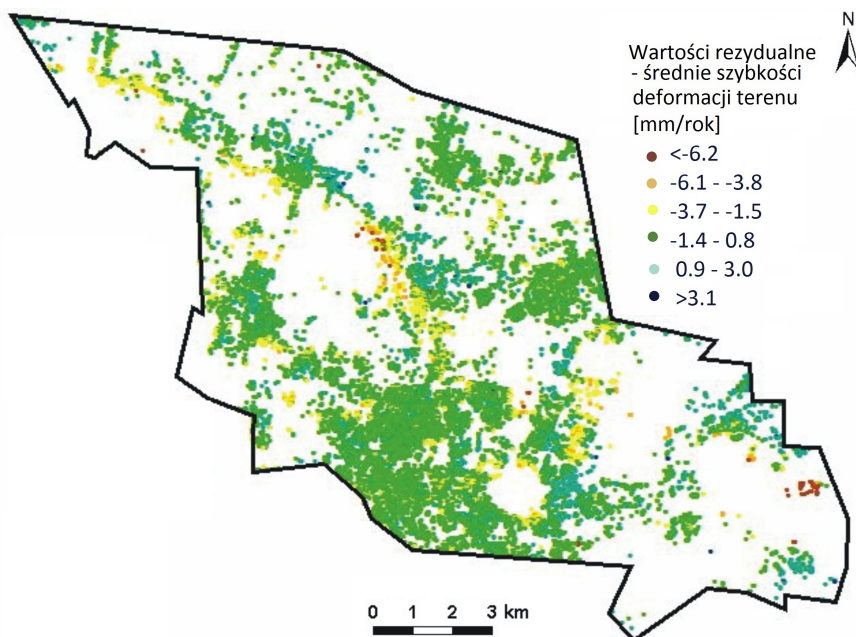 N
Wartości rezydualne
- średnie szybkości
deformacji terenu
[mm/rok]
<-6.2
-6.1 - -3.8
-3.7 - -1.5
-1.4 - 0.8
0.9 - 3.0
>3.1
0 1 2 3 km